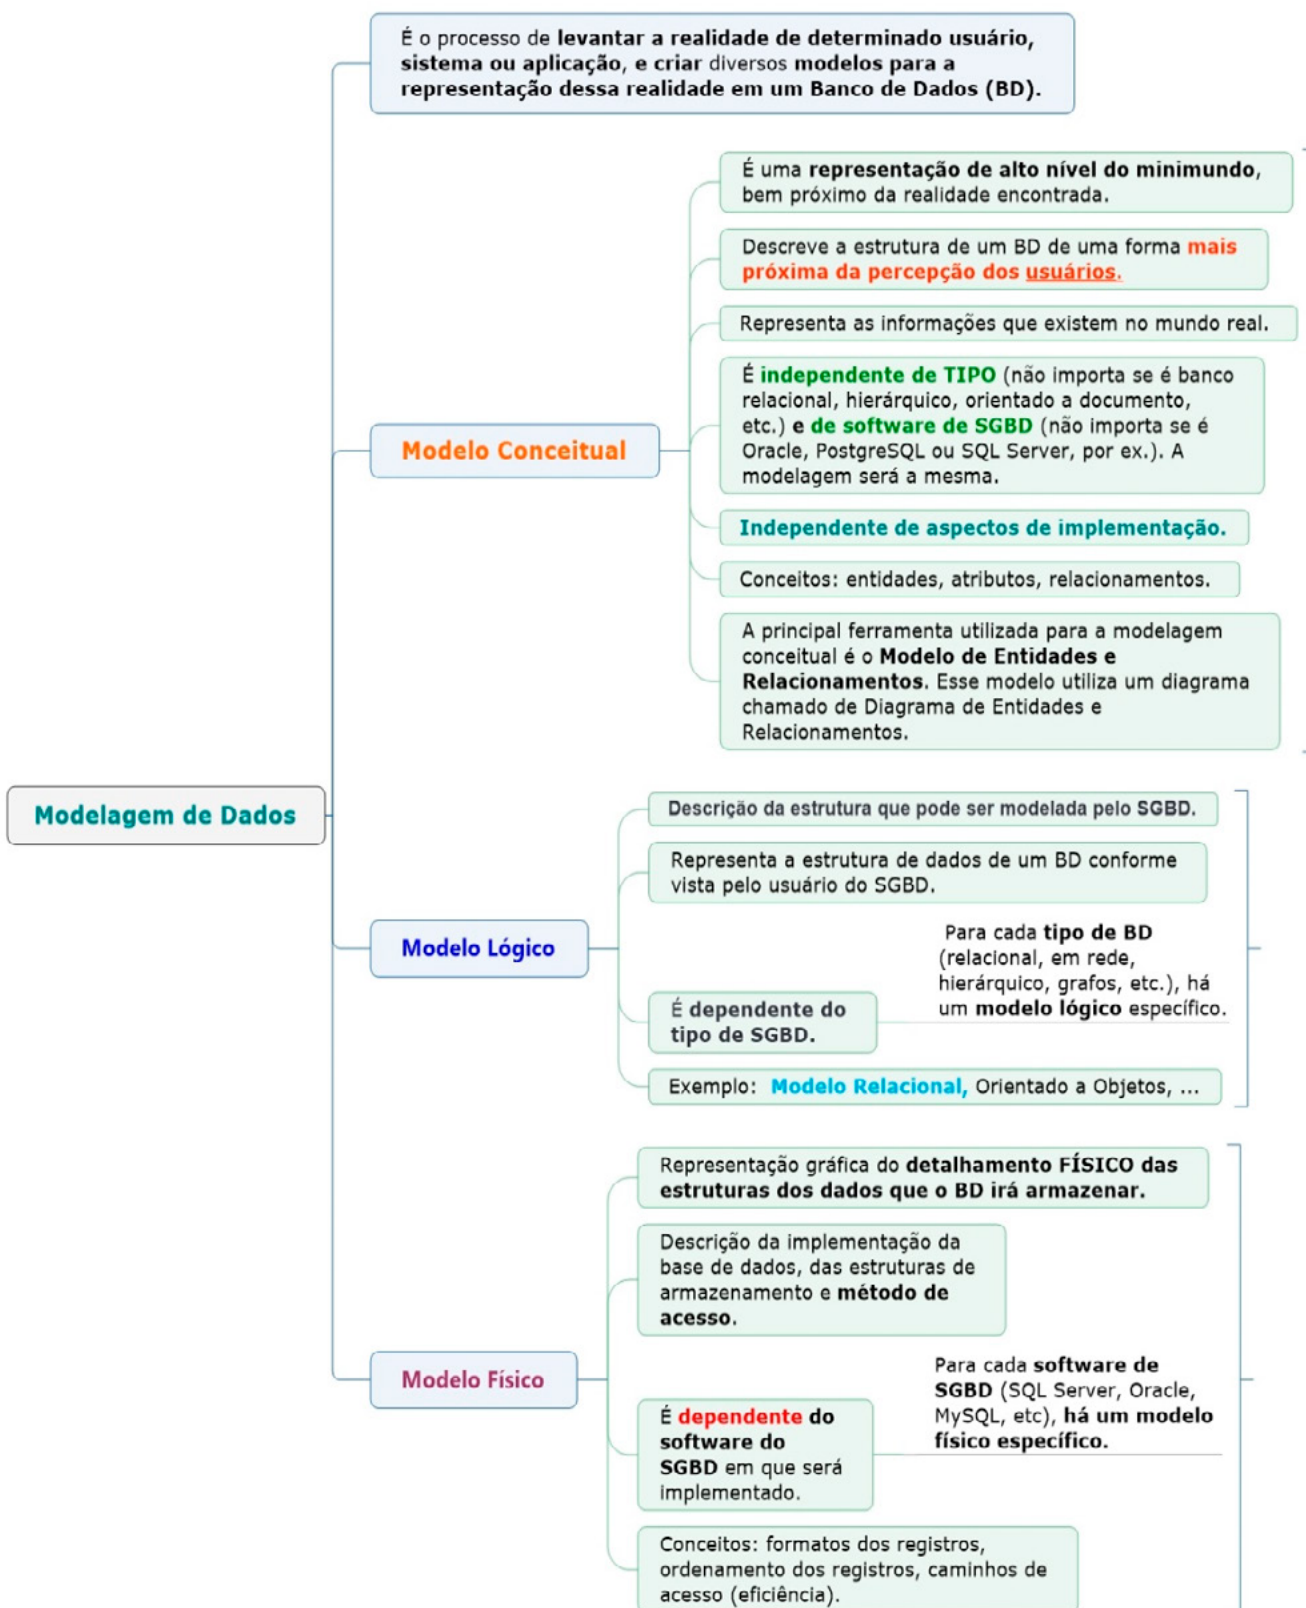 É o processo de levantar a realidade de determinado usuário,
sistema ou aplicação, e criar diversos modelos para a
representação dessa realidade em um Banco de Dados (BD).
É uma representação de alto nível do minimundo,
bem próximo da realidade encontrada.
Descreve a estrutura de um BD de uma forma mais
próxima da percepção dos usuários.
Representa as informações que existem no mundo real.
É independente de TIPO (não importa se é banco
relacional, hierárquico, orientado a documento,
etc.) e de software de SGBD (não importa se é
Oracle, PostgreSQL ou SQL Server, por ex.). A
modelagem será a mesma.
Modelo Conceitual
Independente de aspectos de implementação.
Conceitos: entidades, atributos, relacionamentos.
A principal ferramenta utilizada para a modelagem
conceitual é o Modelo de Entidades e
Relacionamentos. Esse modelo utiliza um diagrama
chamado de Diagrama de Entidades e
Relacionamentos.
Modelagem de Dados
Descrição da estrutura que pode ser modelada pelo SGBD.
Representa a estrutura de dados de um BD conforme
vista pelo usuário do SGBD.
Modelo Lógico
É dependente do
tipo de SGBD.
Para cada tipo de BD
(relacional, em rede,
hierárquico, grafos, etc.), há
um modelo lógico específico.
Exemplo: Modelo Relacional, Orientado a Objetos, ...
Representação gráfica do detalhamento FÍSICO das
estruturas dos dados que o BD irá armazenar.
Descrição da implementação da
base de dados, das estruturas de
armazenamento e método de
acesso.
Modelo Físico
É dependente do
software do
SGBD em que será
implementado.
Para cada software de
SGBD (SQL Server, Oracle,
MySQL, etc), há um modelo
físico específico.
Conceitos: formatos dos registros,
ordenamento dos registros, caminhos de
acesso (eficiência).